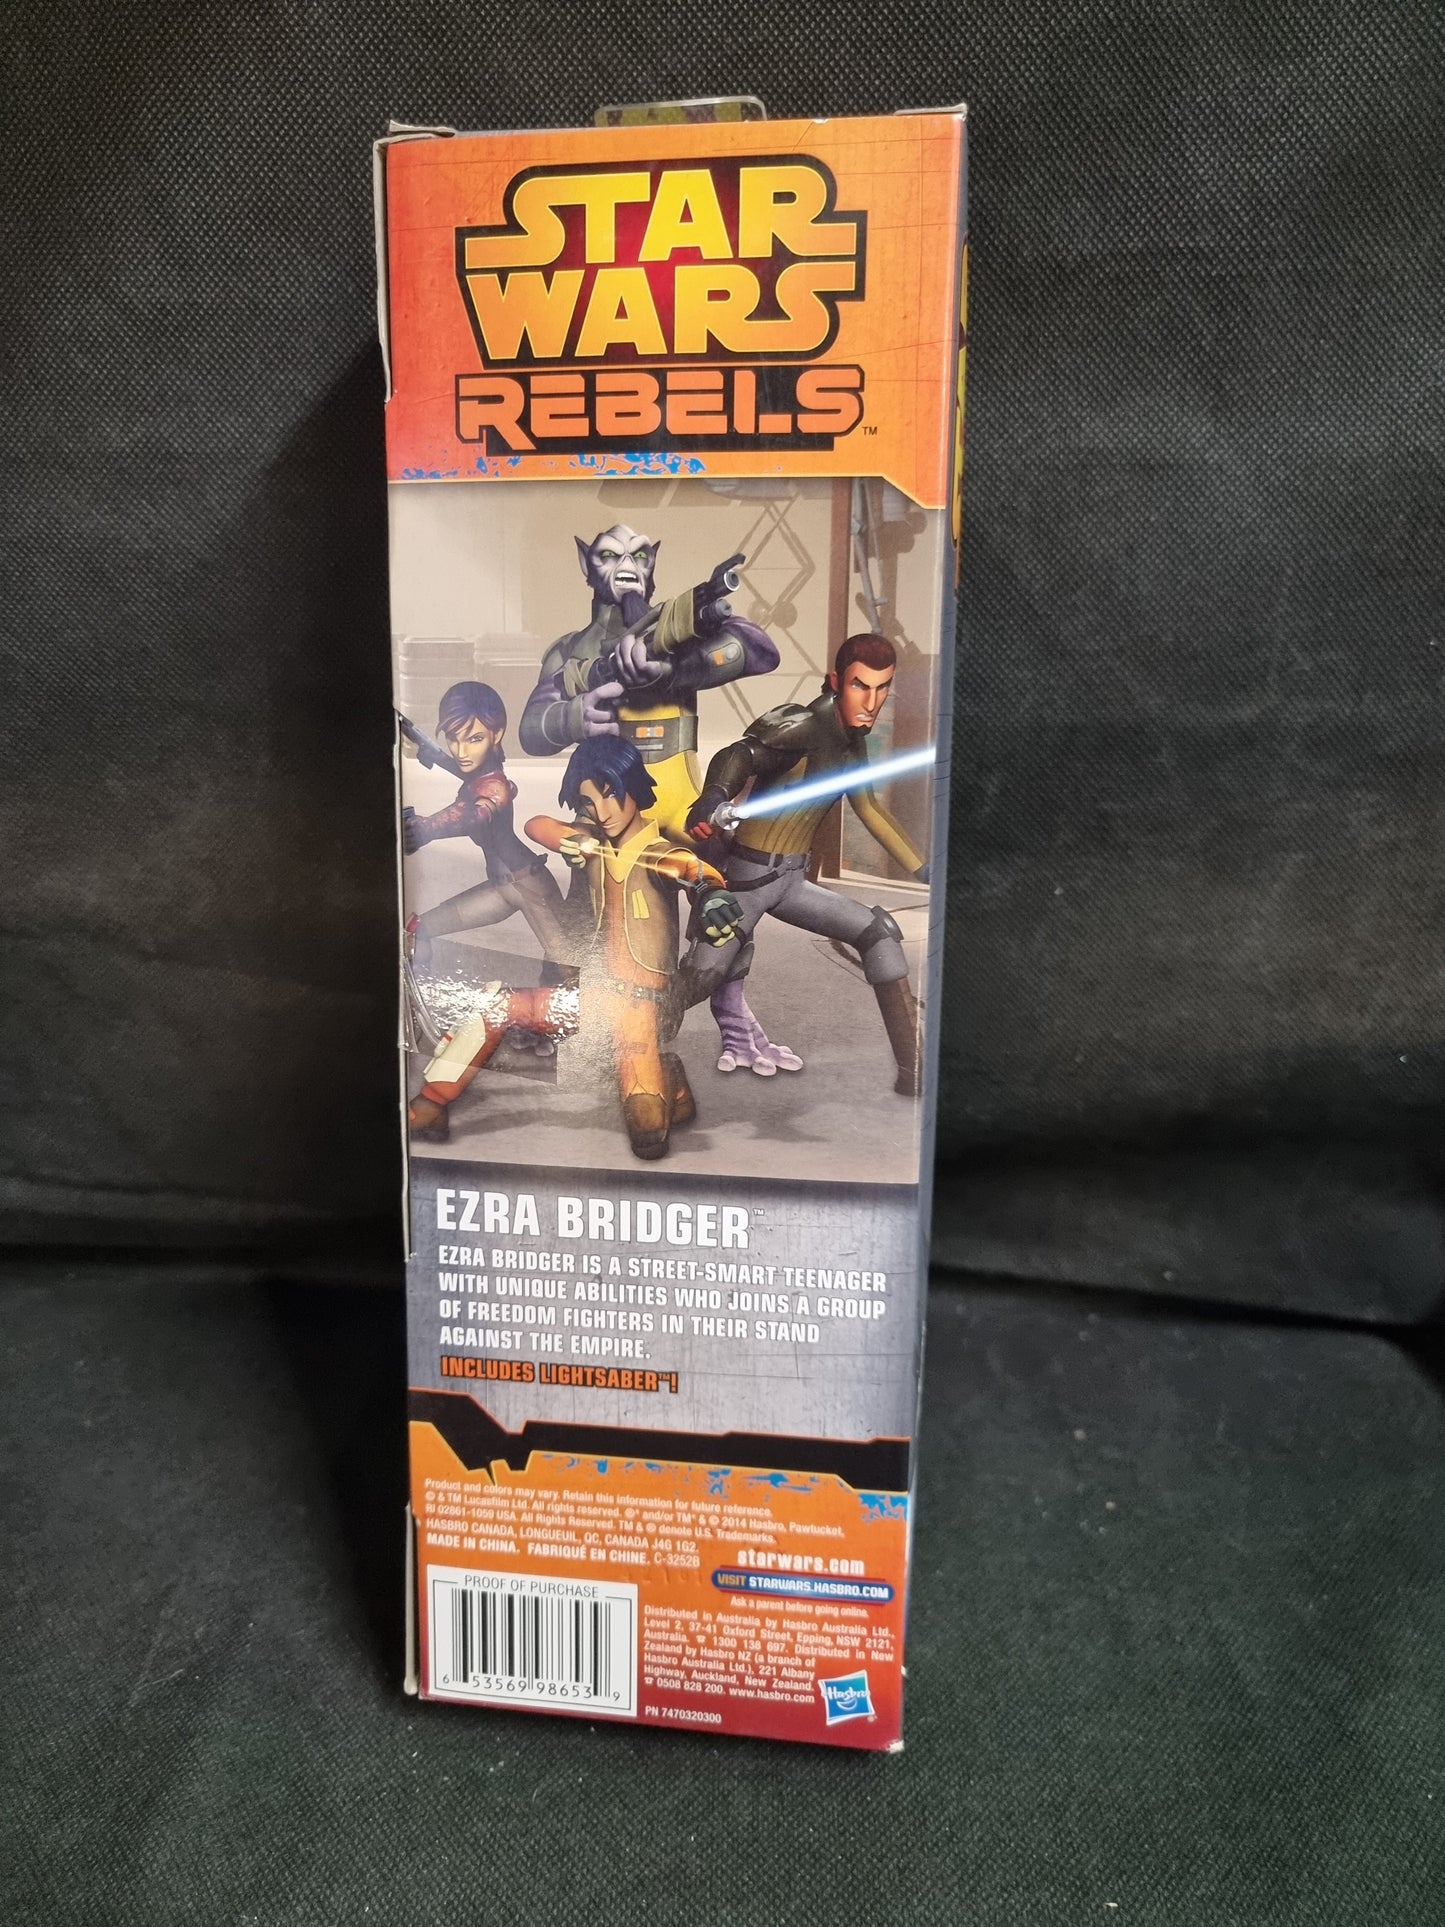 STAR
WARS
REBELS™
EZRA BRIDGER™
EZRA BRIDGER IS A STREET-SMART TEENAGER
WITH UNIQUE ABILITIES WHO JOINS A GROUP
OF FREEDOM FIGHTERS IN THEIR STAND
AGAINST THE EMPIRE.
INCLUDES LIGHTSABER™!
Product and colors may vary. Retain this information for future reference.
© & TM Lucasfilm Ltd. All rights reserved. ®* and/or TM* & © 2014 Hasbro, Pawtucket,
RI 02861-1059 USA. All Rights Reserved. TM & ® denote U.S. Trademarks.
HASBRO CANADA, LONGUEUIL, QC, CANADA J4G 1G2.
MADE IN CHINA. FABRIQUÉ EN CHINE. C-3252B
starwars.com
VISIT STARWARS.HASBRO.COM
Ask a parent before going online.
PROOF OF PURCHASE
6 53569 98653 9
Distributed in Australia by Hasbro Australia Ltd.,
Level 2, 37-41 Oxford Street, Epping, NSW 2121,
Australia. ☎ 1300 138 697. Distributed in New
Zealand by Hasbro NZ (a branch of
Hasbro Australia Ltd.), 221 Albany
Highway, Auckland, New Zealand.
☎ 0508 828 200. www.hasbro.com
PN 7470320300
Hasbro®